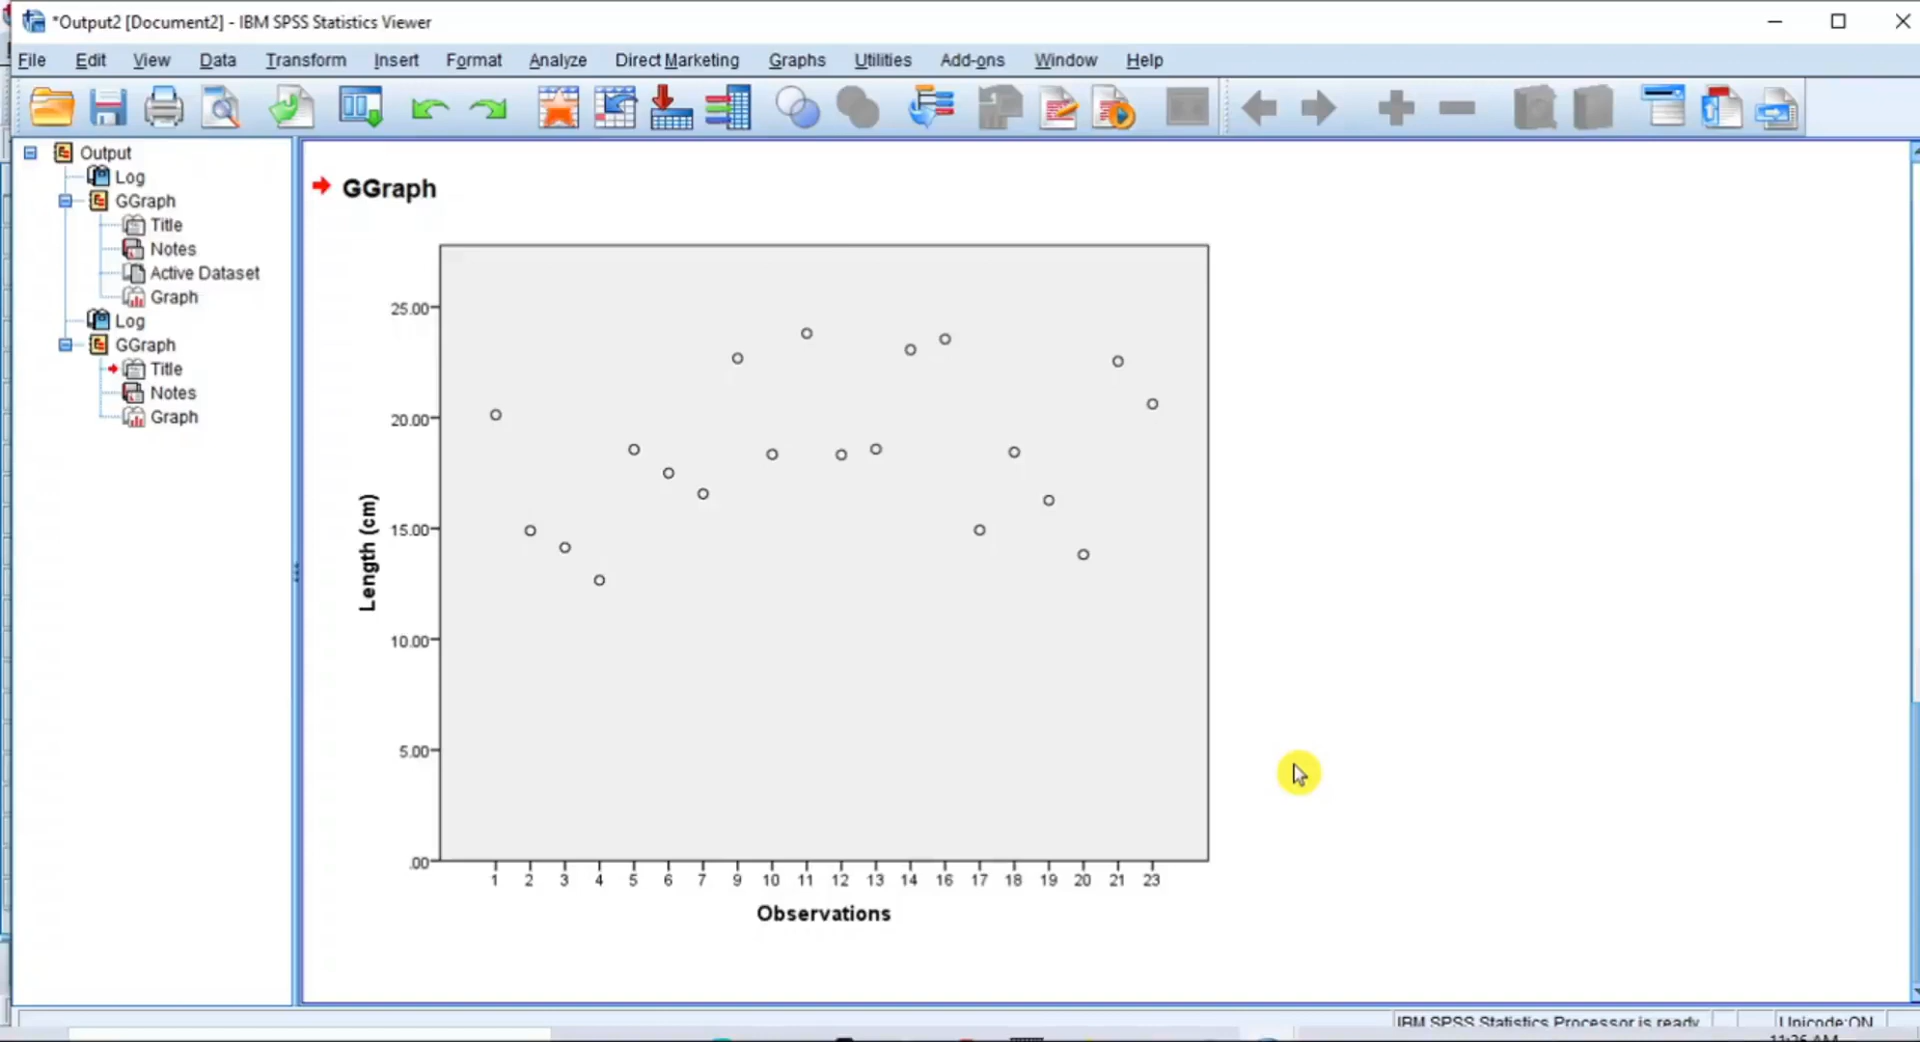 *Output2 [Document2] - IBM SPSS Statistics Viewer
File Edit View Data Transform Insert Format Analyze Direct Marketing Graphs Utilities Add-ons Window Help
Output
Log
GGraph
Title
Notes
Active Dataset
Graph
Log
GGraph
Title
Notes
Graph
GGraph
25.00
20.00
15.00
10.00
5.00
.00
Length (cm)
1 2 3 4 5 6 7 9 10 11 12 13 14 16 17 18 19 20 21 23
Observations
IBM SPSS Statistics Processor is ready
Unicode:ON
11:26 AM